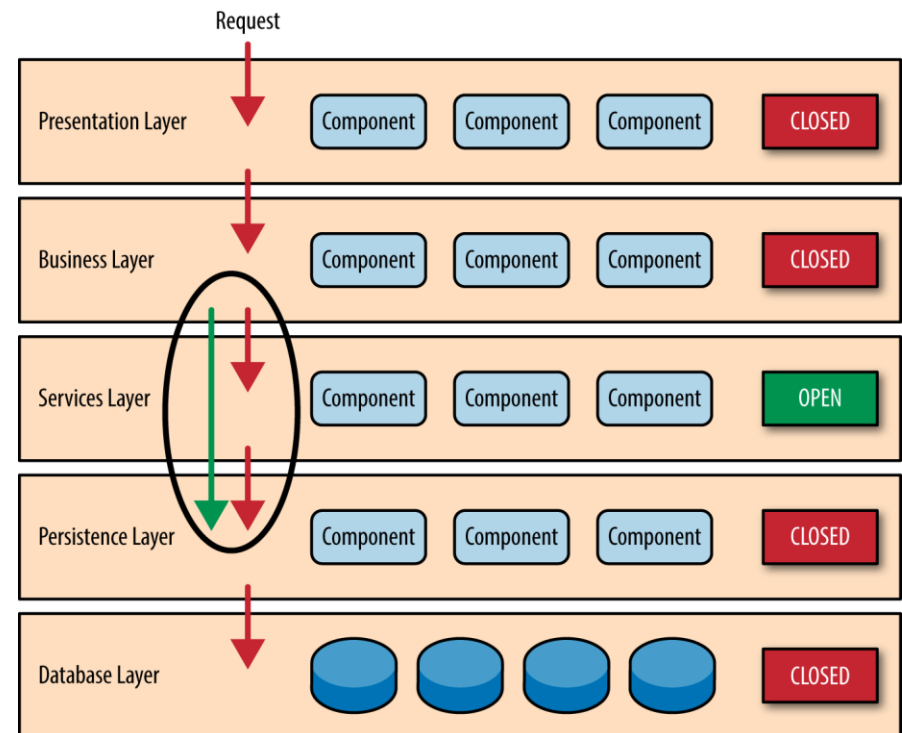 Request
Presentation Layer Component Component Component CLOSED
Business Layer Component Component Component CLOSED
Services Layer Component Component Component OPEN
Persistence Layer Component Component Component CLOSED
Database Layer CLOSED